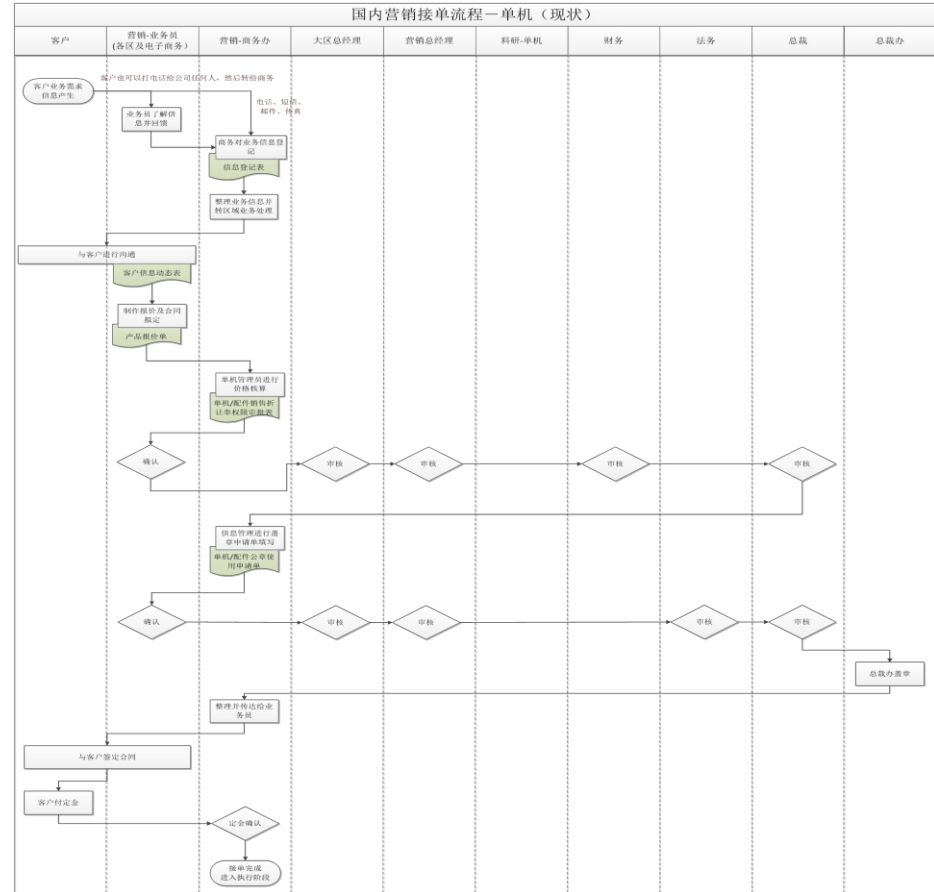 国内营销接单流程－单机（现状）
客户
营销-业务员
(各区及电子商务）
营销-商务办
大区总经理
营销总经理
科研-单机
财务
法务
总裁
总裁办
客户也可以打电话给公司任何人，然后转给商务
客户业务需求
信息产生
电话、短信、
邮件、传真
业务员了解信
息并回馈
商务对业务信息登
记
信息登记表
整理业务信息并
转区域业务处理
与客户进行沟通
客户信息动态表
制作报价及合同
拟定
产品报价单
单机管理员进行
价格核算
单机/配件销售折
让率权限审批表
确认
审核
审核
审核
审核
信息管理进行盖
章申请单填写
单机/配件公章使
用申请单
确认
审核
审核
审核
审核
总裁办盖章
整理并传达给业
务员
与客户签定合同
客户付定金
定金确认
接单完成
进入执行阶段